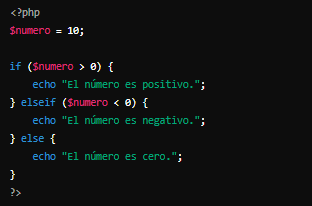 <?php
$numero = 10;

if ($numero > 0) {
    echo "El número es positivo.";
} elseif ($numero < 0) {
    echo "El número es negativo.";
} else {
    echo "El número es cero.";
}
?>